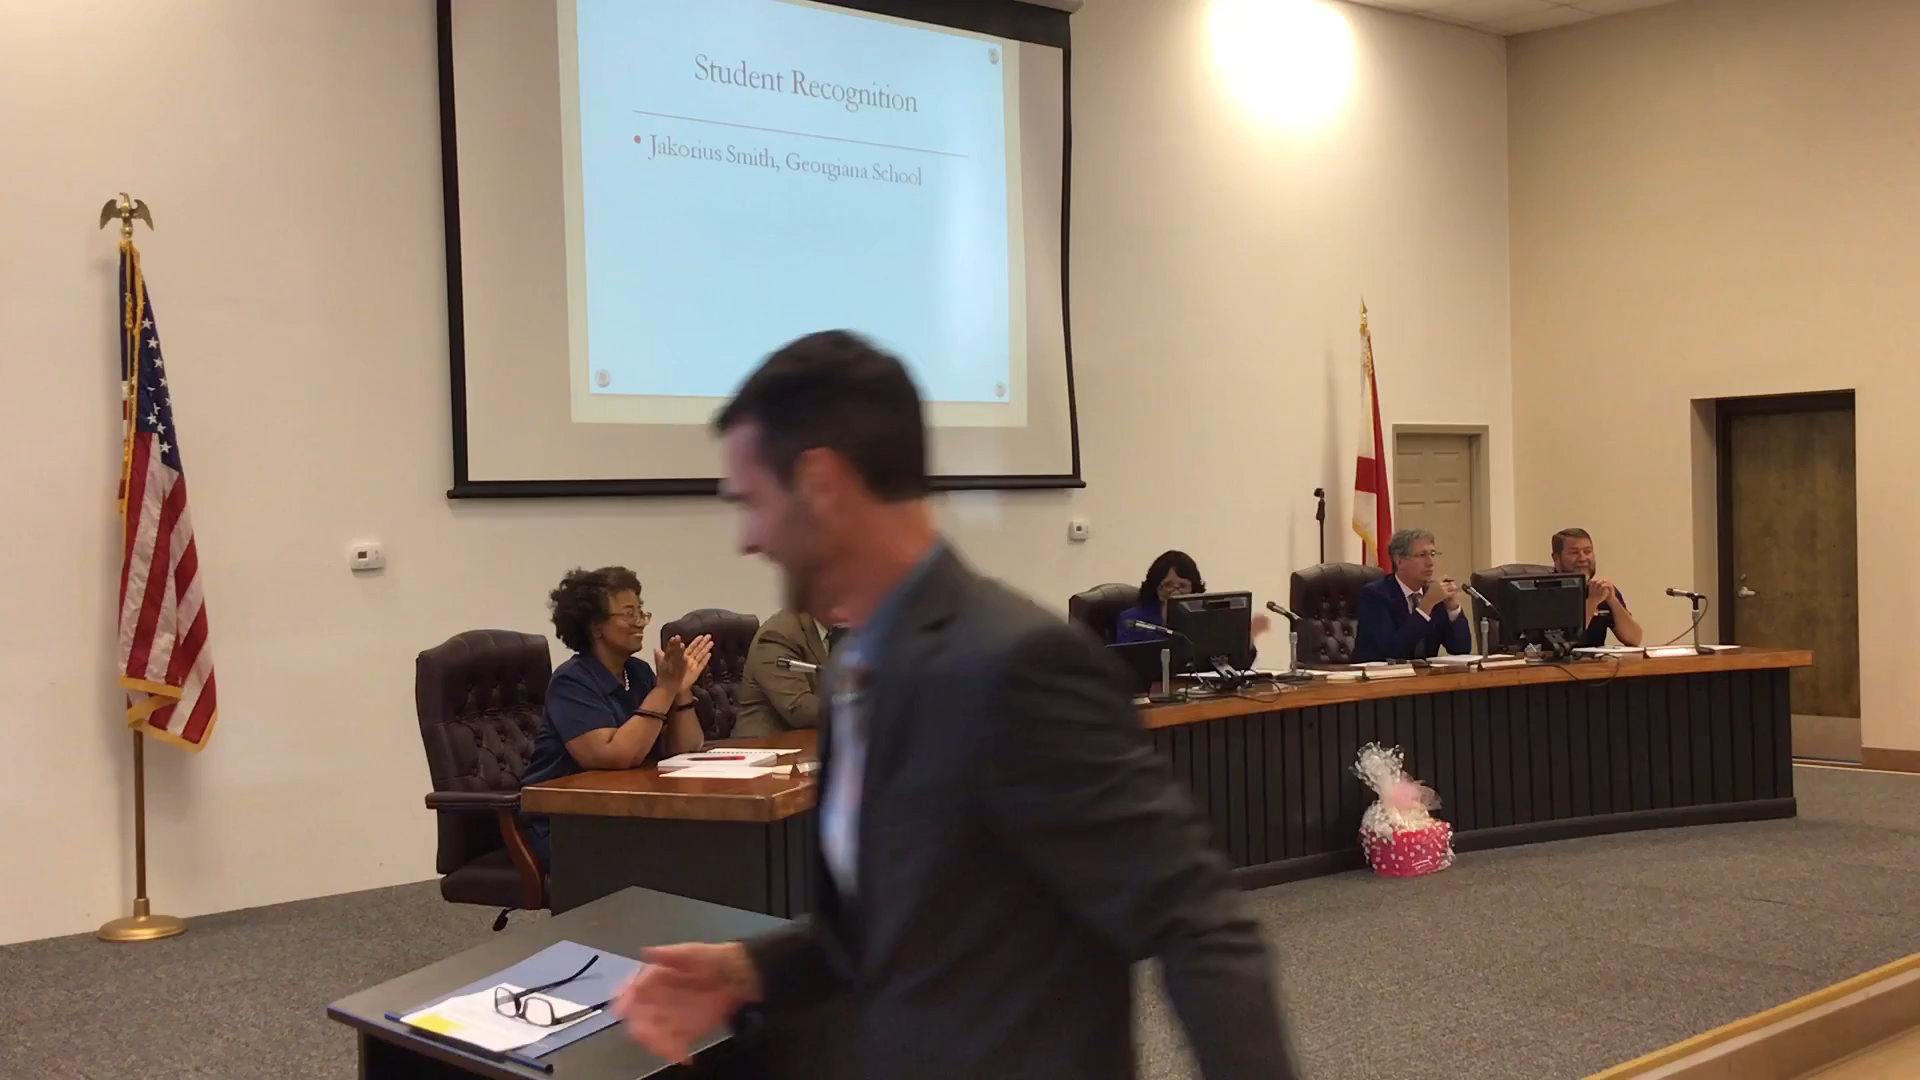 Student Recognition
• Jakorius Smith, Georgiana School